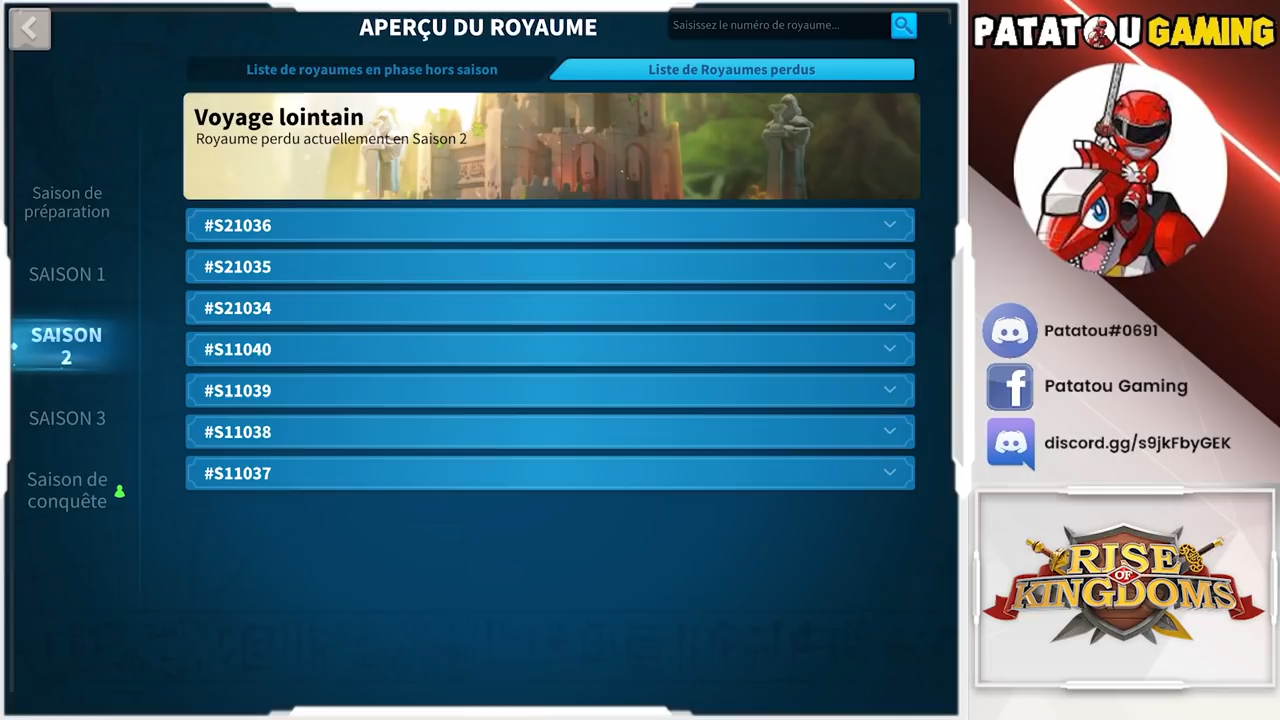 APERÇU DU ROYAUME
Saisissez le numéro de royaume...
Liste de royaumes en phase hors saison
Liste de Royaumes perdus
Voyage lointain
Royaume perdu actuellement en Saison 2
Saison de
préparation
SAISON 1
SAISON
2
SAISON 3
Saison de
conquête
#S21036
#S21035
#S21034
#S11040
#S11039
#S11038
#S11037
PATATOU GAMING
Patatou#0691
Patatou Gaming
discord.gg/s9jkFbyGEK
RISE
OF
KINGDOMS